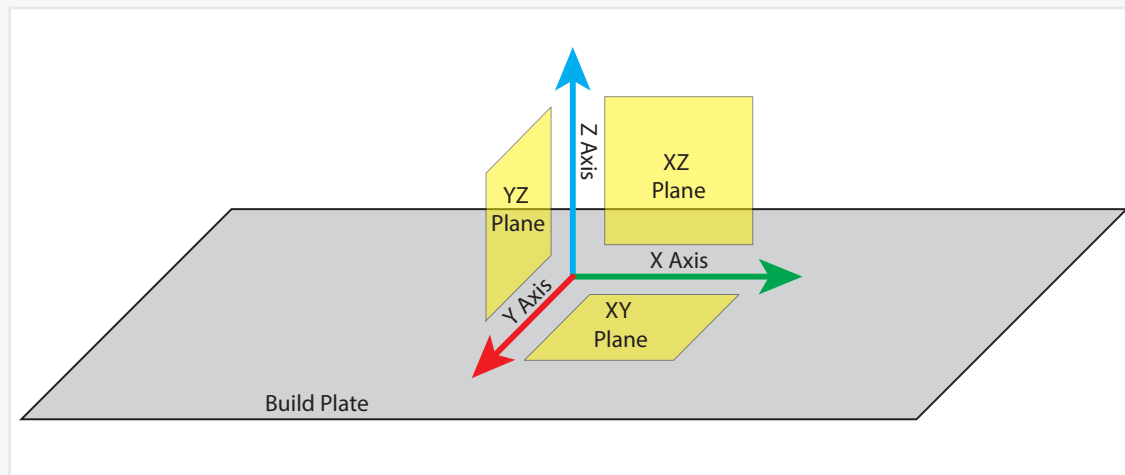 Z Axis
XZ
Plane
YZ
Plane
X Axis
Y Axis
XY
Plane
Build Plate